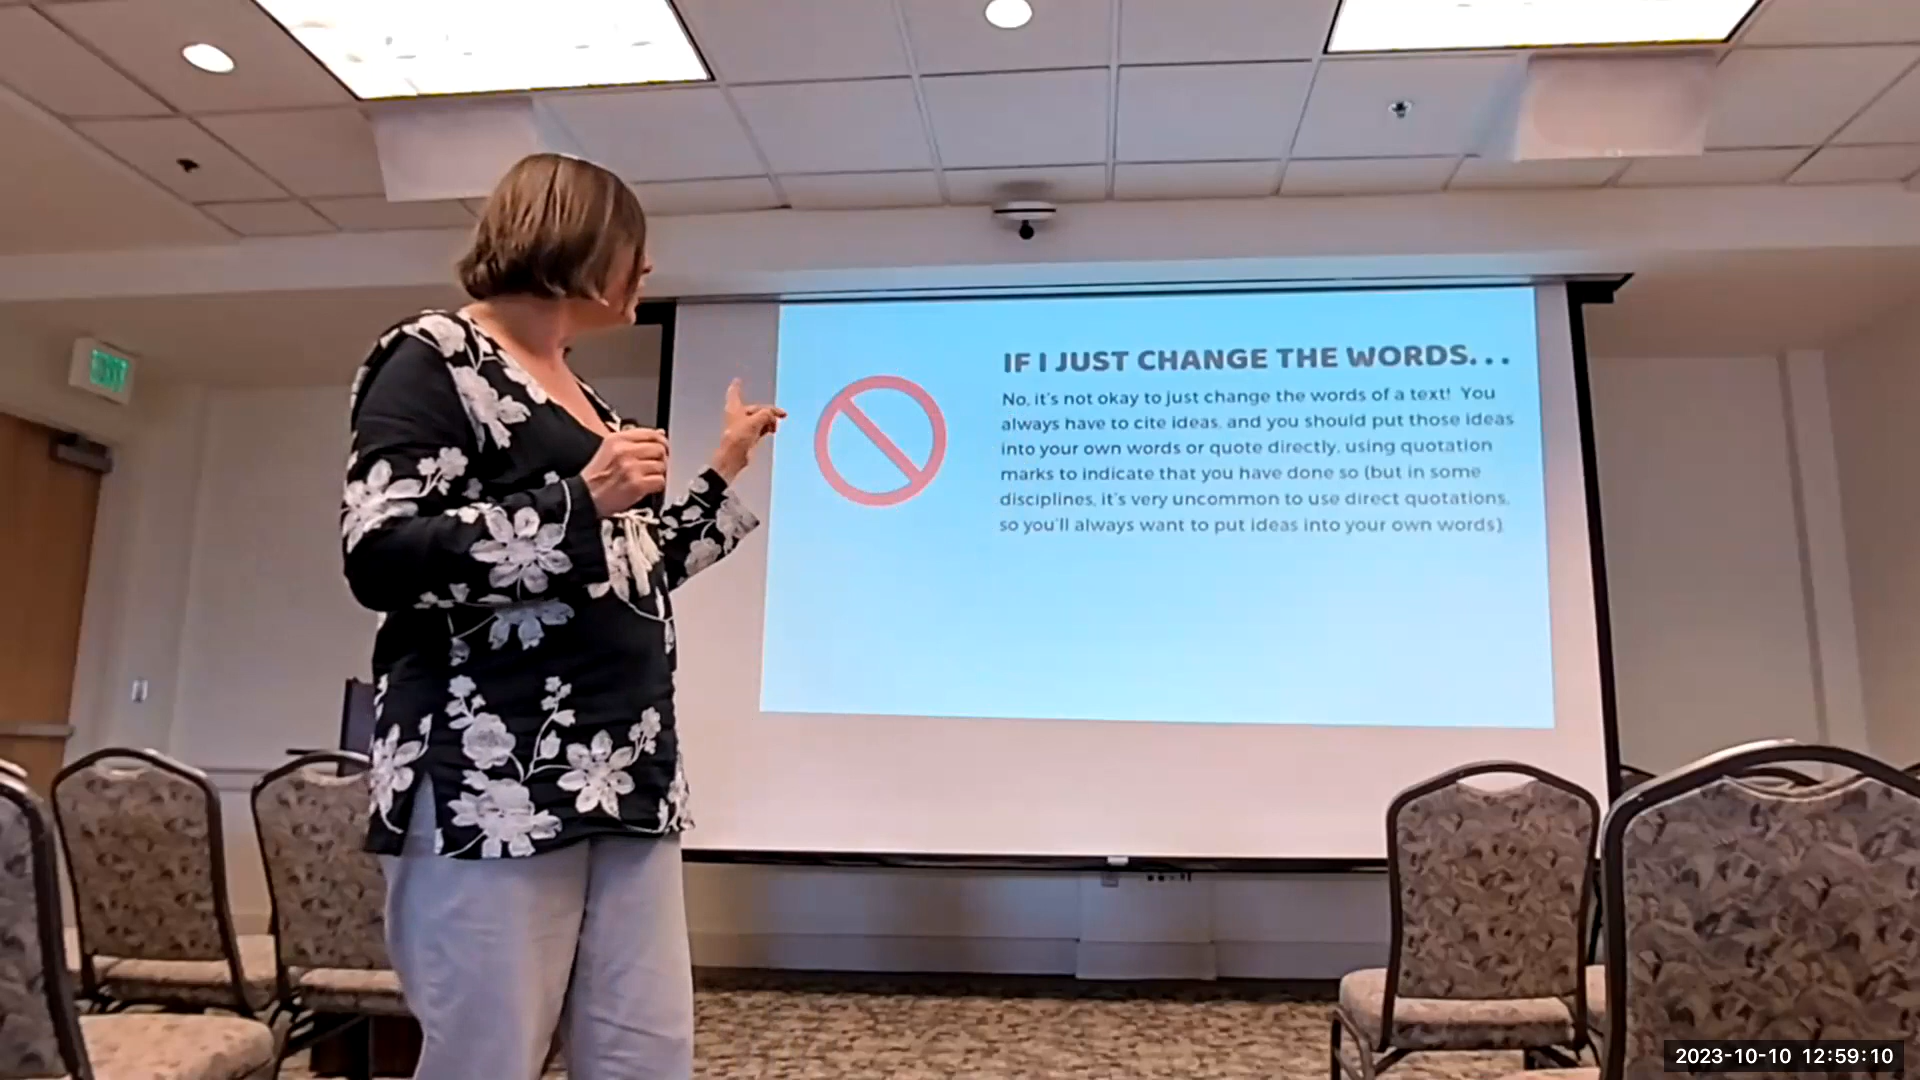 IF I JUST CHANGE THE WORDS...
No, it's not okay to just change the words of a text! You
always have to cite ideas, and you should put those ideas
into your own words or quote directly, using quotation
marks to indicate that you have done so (but in some
disciplines, it's very uncommon to use direct quotations,
so you'll always want to put ideas into your own words)
2023-10-10 12:59:10